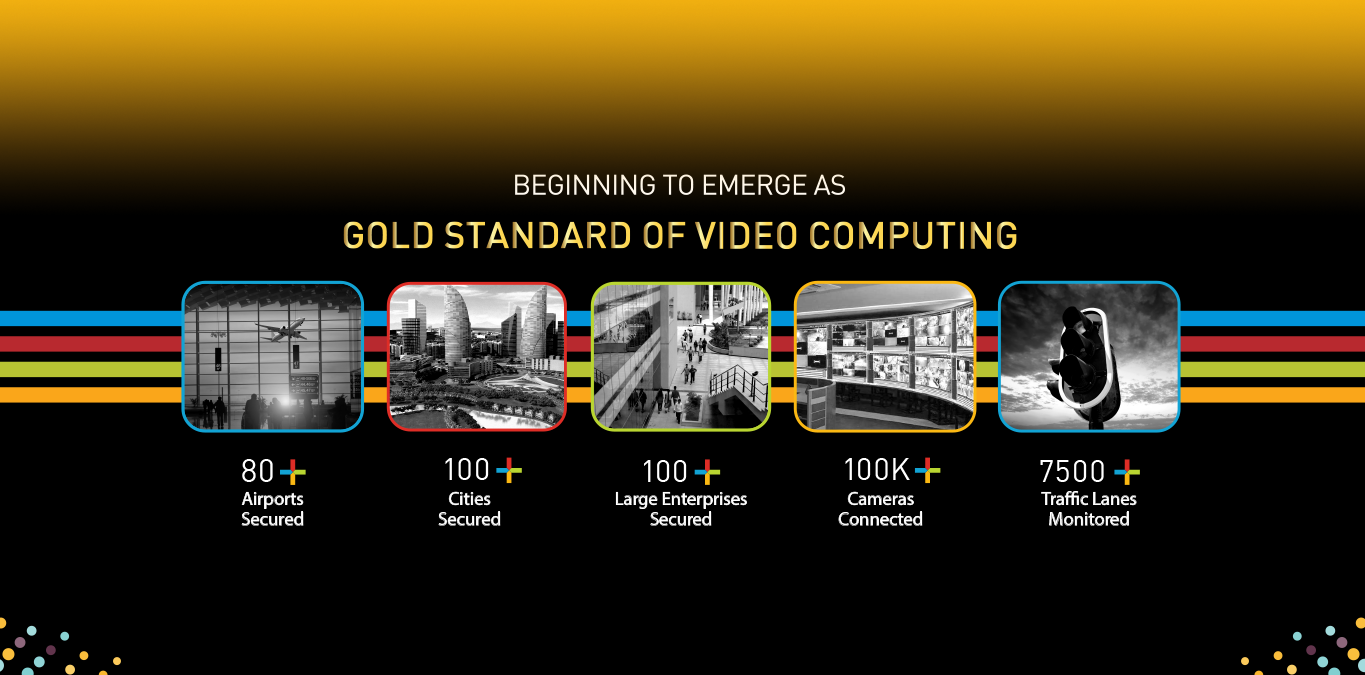 BEGINNING TO EMERGE AS
GOLD STANDARD OF VIDEO COMPUTING
80+
Airports
Secured
100+
Cities
Secured
100+
Large Enterprises
Secured
100K+
Cameras
Connected
7500+
Traffic Lanes
Monitored